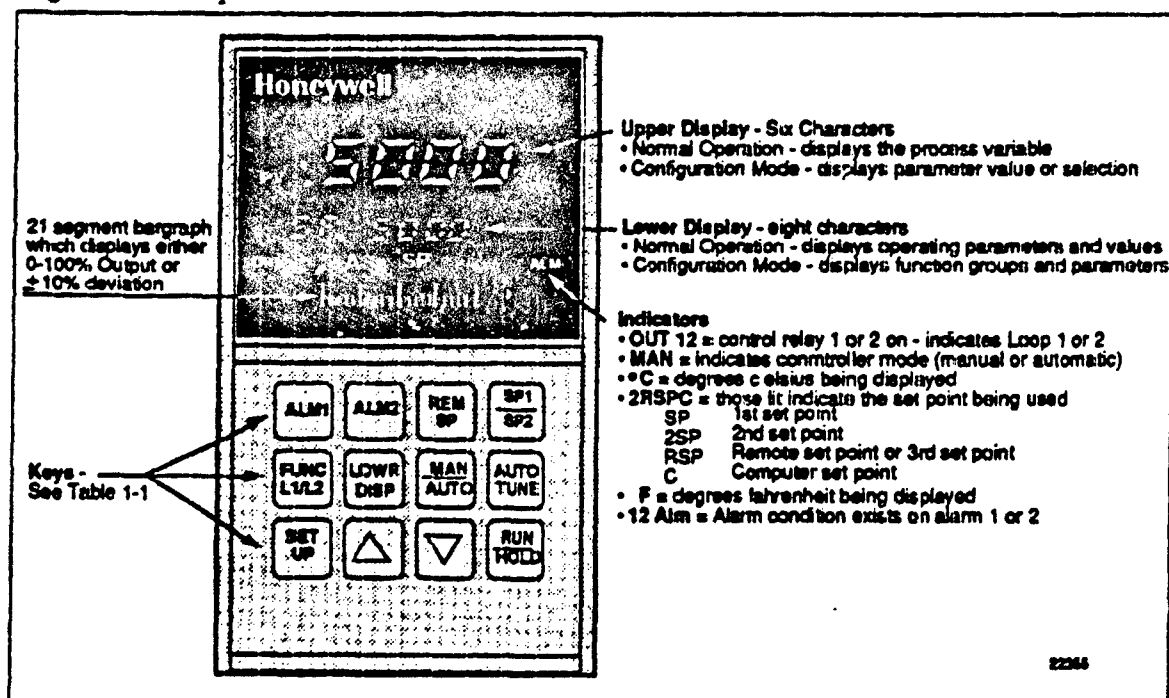 Honeywell
Upper Display - Six Characters
• Normal Operation - displays the process variable
• Configuration Mode - displays parameter value or selection
21 segment bargraph
which displays either
0-100% Output or
± 10% deviation
Lower Display - eight characters
• Normal Operation - displays operating parameters and values
• Configuration Mode - displays function groups and parameters
Indicators
• OUT 12 = control relay 1 or 2 on - indicates Loop 1 or 2
• MAN = indicates conmtroller mode (manual or automatic)
• °C = degrees c elsius being displayed
• 2RSPC = those lit indicate the set point being used
SP 1st set point
2SP 2nd set point
RSP Remote set point or 3rd set point
C Computer set point
• F = degrees fahrenheit being displayed
• 12 Alm = Alarm condition exists on alarm 1 or 2
Keys -
See Table 1-1
ALM1 ALM2 REM SP SP1 SP2
FUNC L1/L2 LOWR DISP MAN AUTO AUTO TUNE
SET UP RUN HOLD
22366